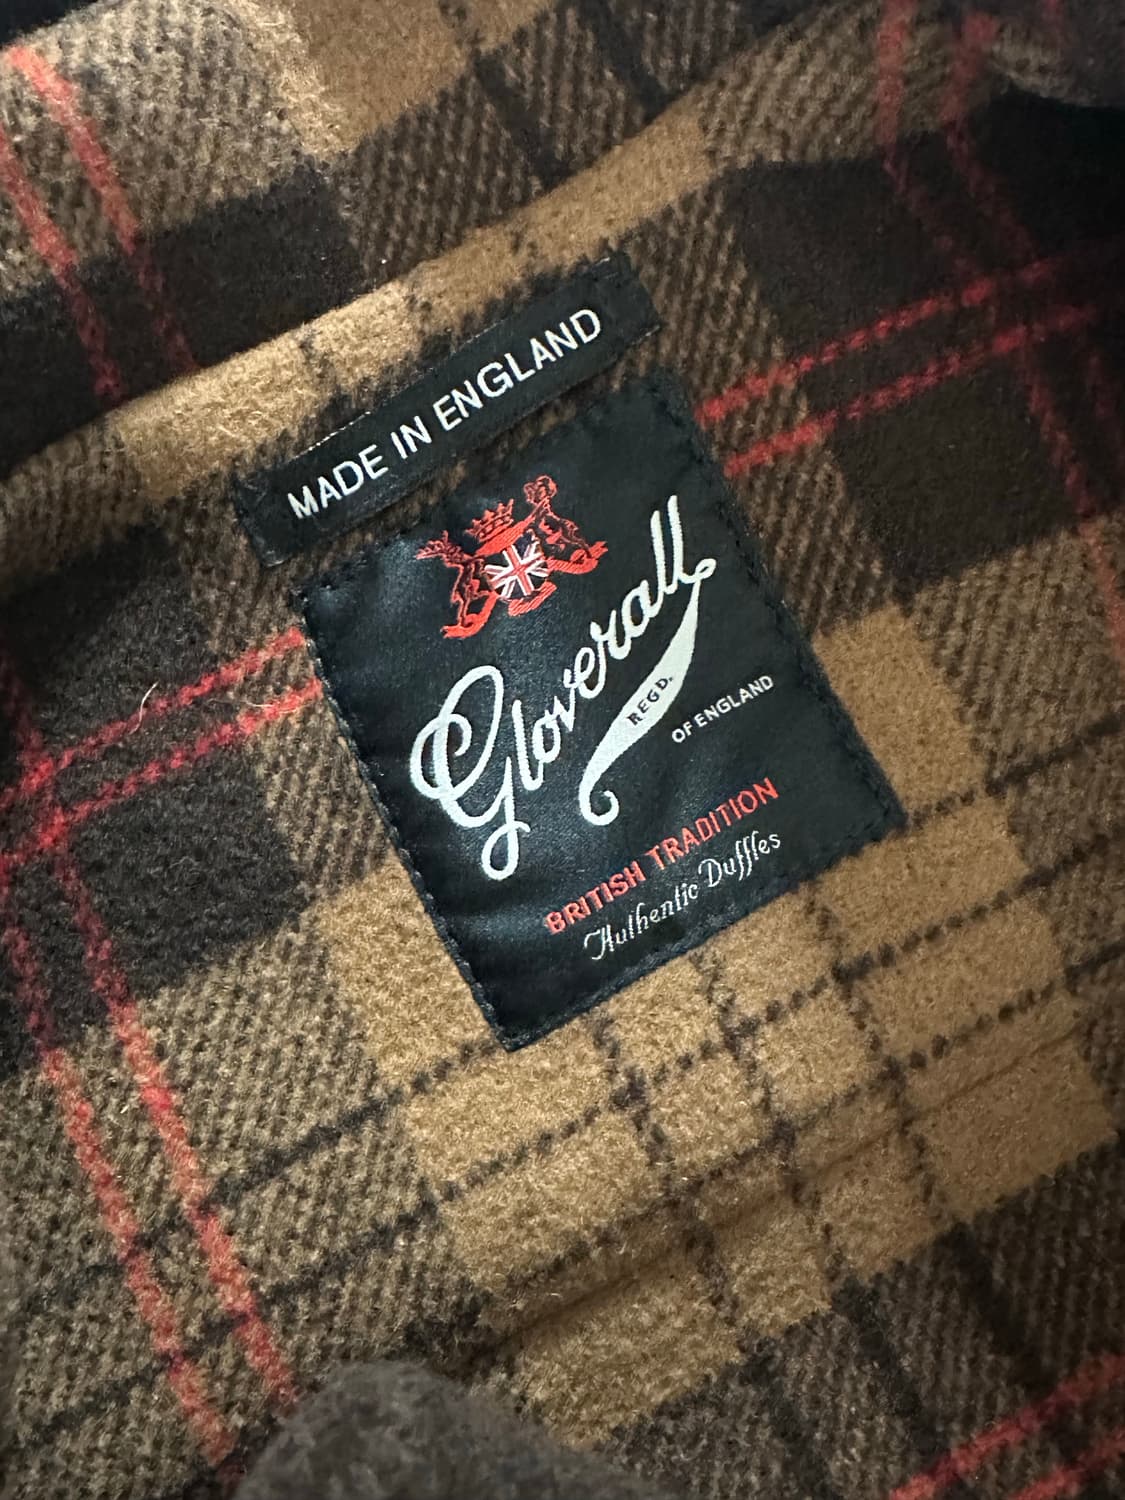 MADE IN ENGLAND
Gloverall
REGD.
OF ENGLAND
BRITISH TRADITION
Authentic Duffles